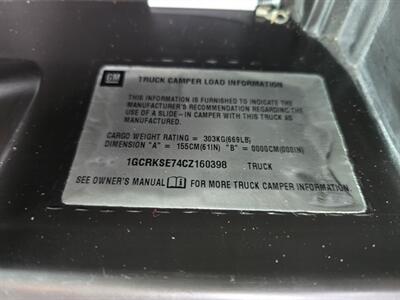 GM
TRUCK CAMPER LOAD INFORMATION
THIS INFORMATION IS FURNISHED TO INDICATE THE
MANUFACTURER'S RECOMMENDATION REGARDING THE
USE OF A SLIDE - IN CAMPER WITH THIS TRUCK AS
MANUFACTURED.
CARGO WEIGHT RATING = 303KG(669LB)
DIMENSION "A" = 155CM(61IN) "B" = 0000CM(000IN)
1GCRKSE74CZ160398 TRUCK
SEE OWNER'S MANUAL FOR MORE TRUCK CAMPER INFORMATION